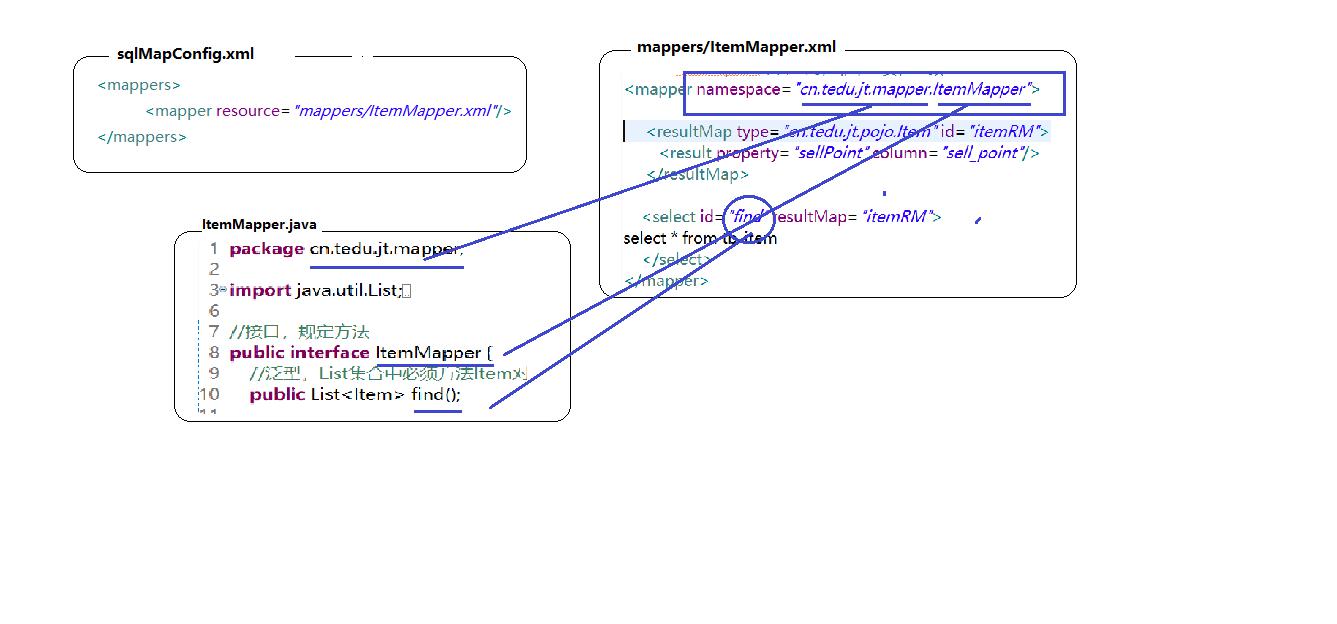 sqlMapConfig.xml
<mappers>
<mapper resource="mappers/ItemMapper.xml"/>
</mappers>
mappers/ItemMapper.xml
<mapper namespace="cn.tedu.jt.mapper.ItemMapper">
<resultMap type="cn.tedu.jt.pojo.Item" id="itemRM">
<result property="sellPoint" column="sell_point"/>
</resultMap>
<select id="find" resultMap="itemRM">
select * from tb_item
</select>
</mapper>
ItemMapper.java
1 package cn.tedu.jt.mapper;
2
3 import java.util.List;
6
7 //接口，规定方法
8 public interface ItemMapper {
9 //泛型，List集合中必须方法Item对
10 public List<Item> find();
11